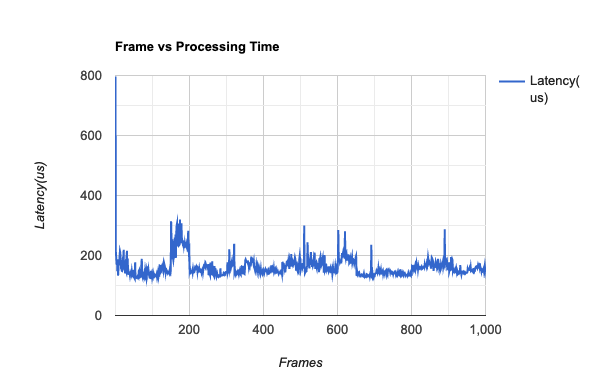 Frame vs Processing Time
800
600
400
200
0
Latency(us)
200 400 600 800 1,000
Frames
Latency(
us)